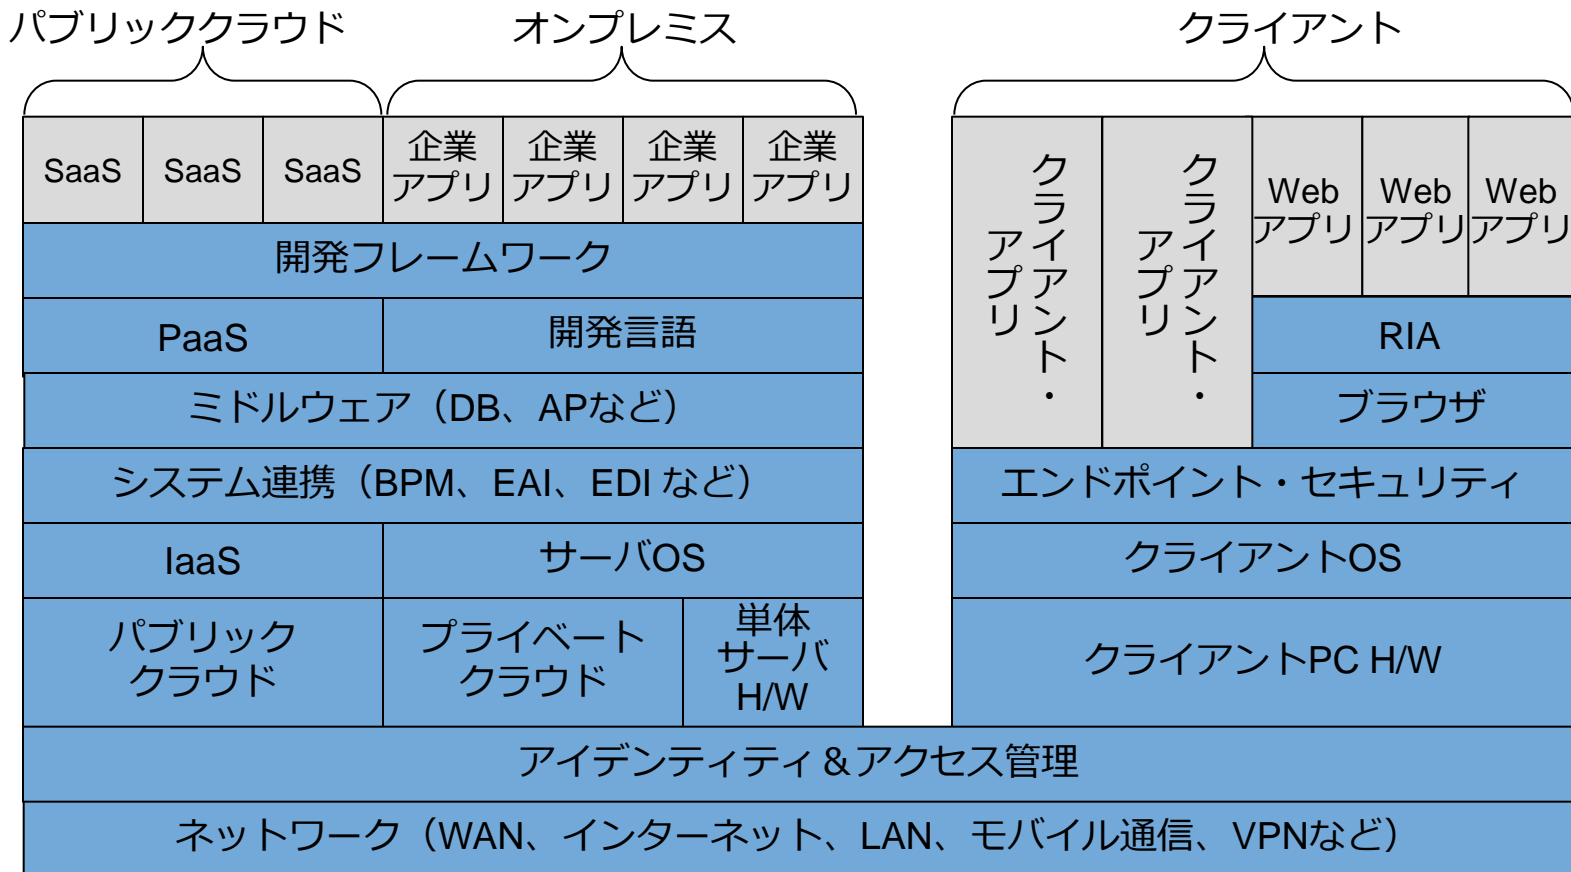 パブリッククラウド
オンプレミス
クライアント
SaaS
SaaS
SaaS
企業
アプリ
企業
アプリ
企業
アプリ
企業
アプリ
開発フレームワーク
PaaS
開発言語
ミドルウェア（DB、APなど）
システム連携（BPM、EAI、EDI など）
IaaS
サーバOS
パブリック
クラウド
プライベート
クラウド
単体
サーバ
H/W
クライアント・
アプリ
クライアント・
アプリ
Web
アプリ
Web
アプリ
Web
アプリ
RIA
ブラウザ
エンドポイント・セキュリティ
クライアントOS
クライアントPC H/W
アイデンティティ＆アクセス管理
ネットワーク（WAN、インターネット、LAN、モバイル通信、VPNなど）